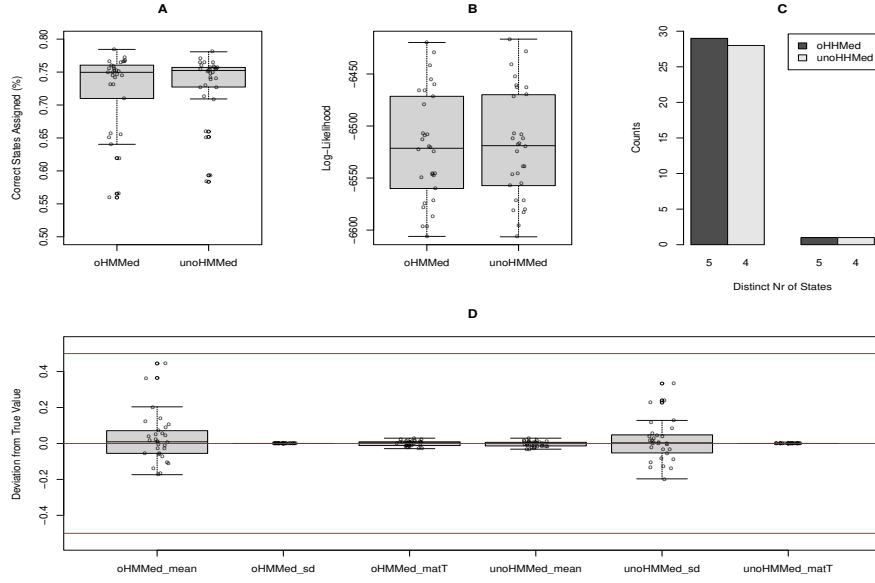 A
Correct States Assigned (%)
0.80
0.75
0.70
0.65
0.60
0.55
0.50
oHMMed
unoHMMed
B
Log−Likelihood
−6450
−6500
−6550
−6600
oHMMed
unoHMMed
C
Counts
30
25
20
15
10
5
0
oHHMed
unoHHMed
5 4 5 4
Distinct Nr of States
D
Deviation from True Value
0.4
0.2
0.0
−0.2
−0.4
oHMMed_mean
oHMMed_sd
oHMMed_matT
unoHMMed_mean
unoHMMed_sd
unoHMMed_matT